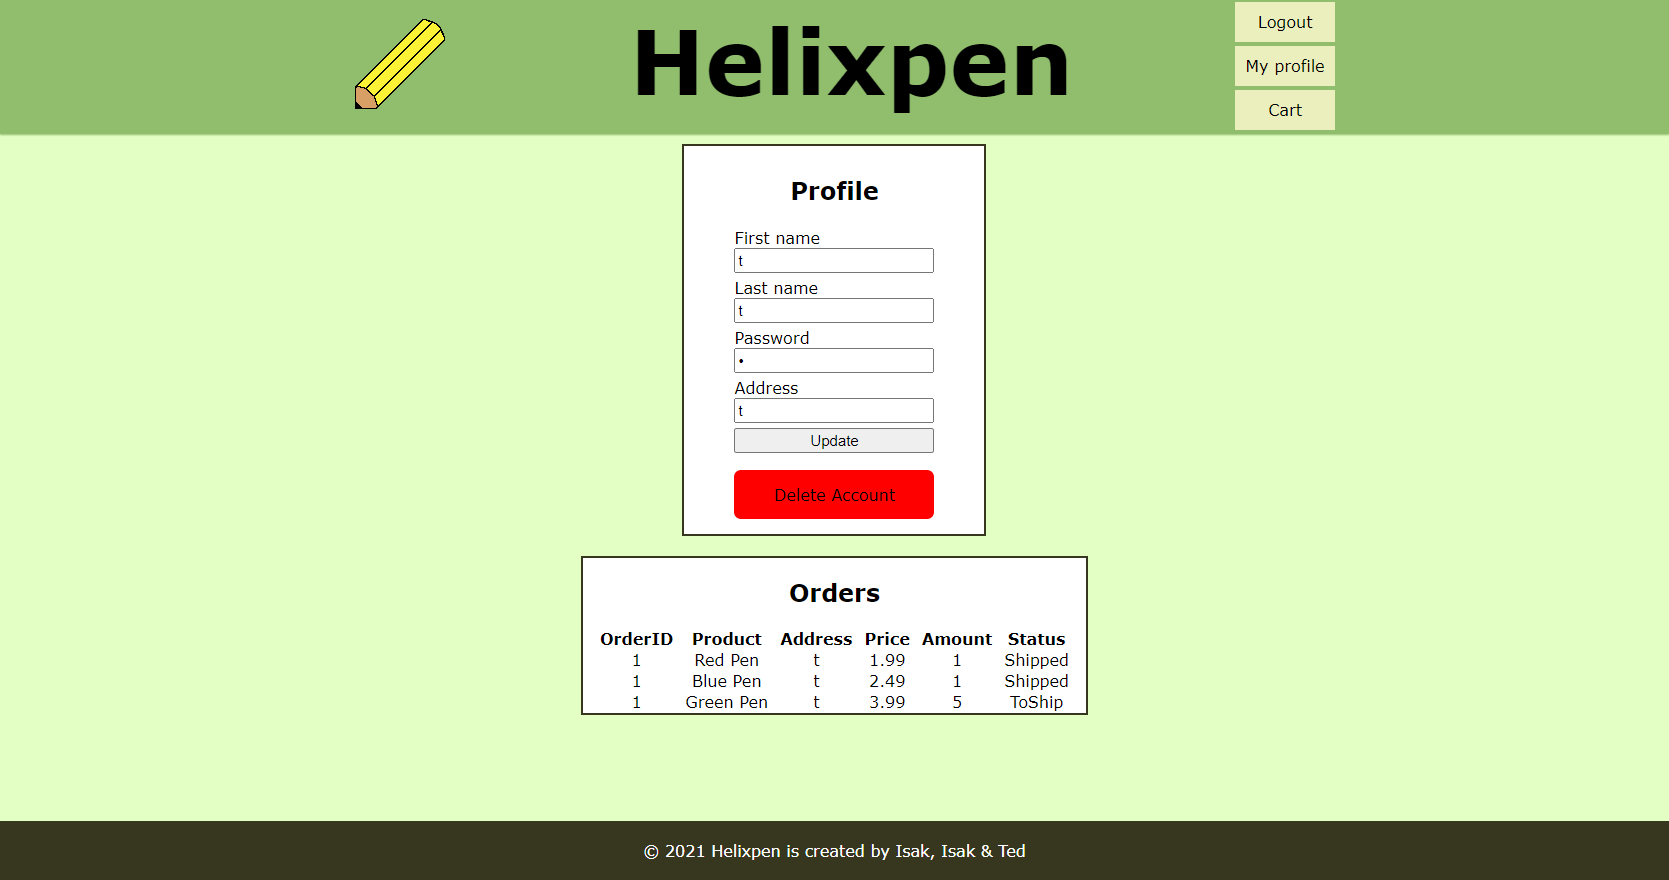 Helixpen
Logout
My profile
Cart
Profile
First name
t
Last name
t
Password
•
Address
t
Update
Delete Account
Orders
OrderID Product Address Price Amount Status
1 Red Pen t 1.99 1 Shipped
1 Blue Pen t 2.49 1 Shipped
1 Green Pen t 3.99 5 ToShip
© 2021 Helixpen is created by Isak, Isak & Ted